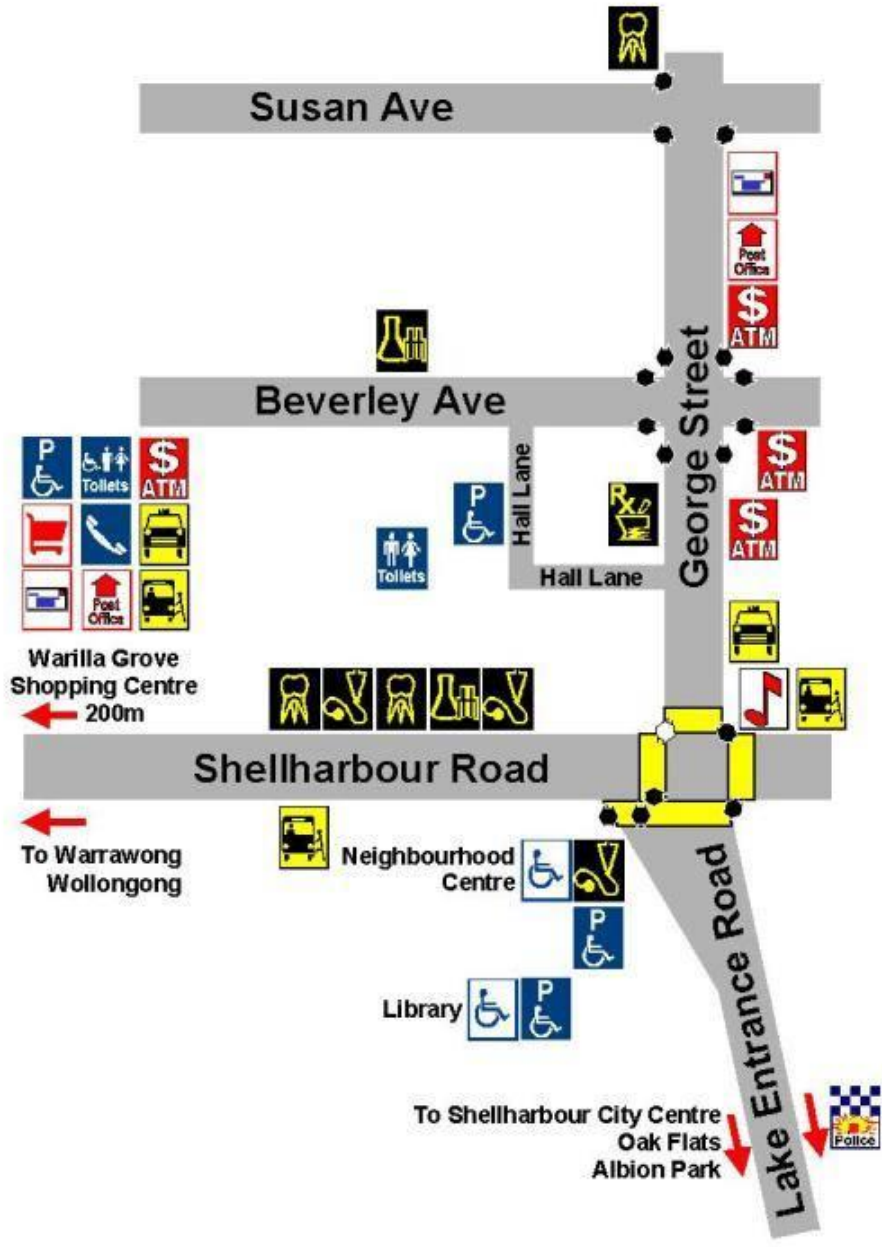 Susan Ave
Post
Office
$
ATM
George Street
Beverley Ave
P
Toilets
$
ATM
$
ATM
Hall Lane
P
Rx
$
ATM
Toilets
Hall Lane
Post
Office
Warilla Grove
Shopping Centre
200m
Shellharbour Road
To Warrawong
Wollongong
Neighbourhood
Centre
P
Lake Entrance Road
Library
P
To Shellharbour City Centre
Oak Flats
Albion Park
Police